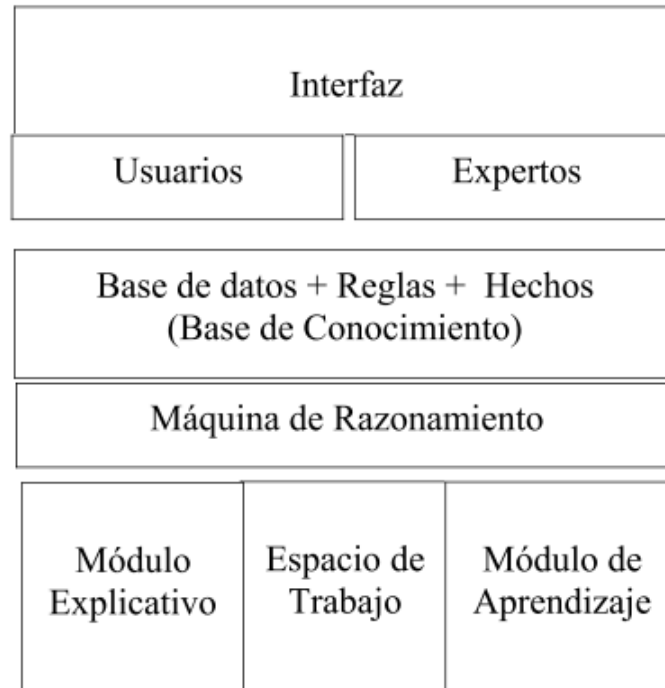 Interfaz
Usuarios
Expertos
Base de datos + Reglas + Hechos
(Base de Conocimiento)
Máquina de Razonamiento
Módulo
Explicativo
Espacio de
Trabajo
Módulo de
Aprendizaje